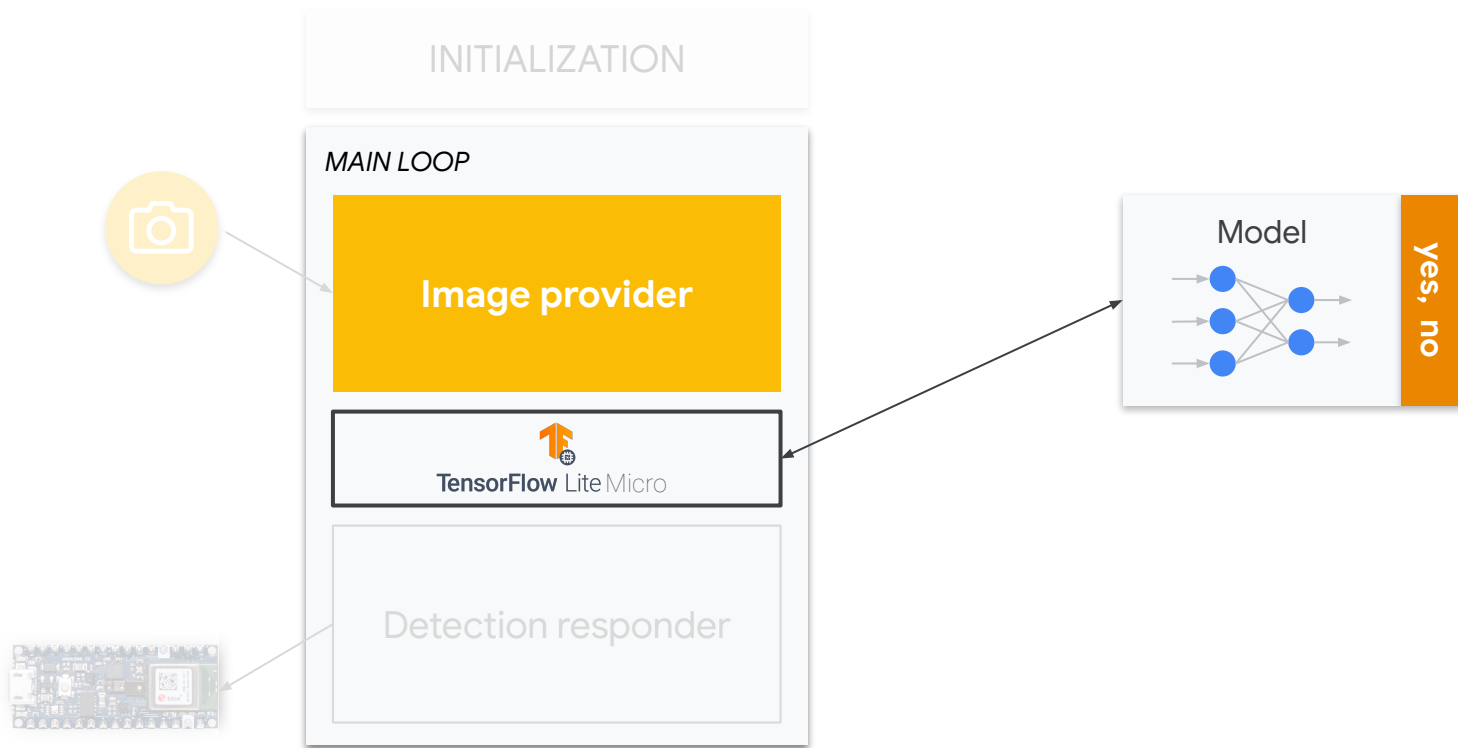 INITIALIZATION
MAIN LOOP
Image provider
TensorFlow Lite Micro
Detection responder
Model
yes, no